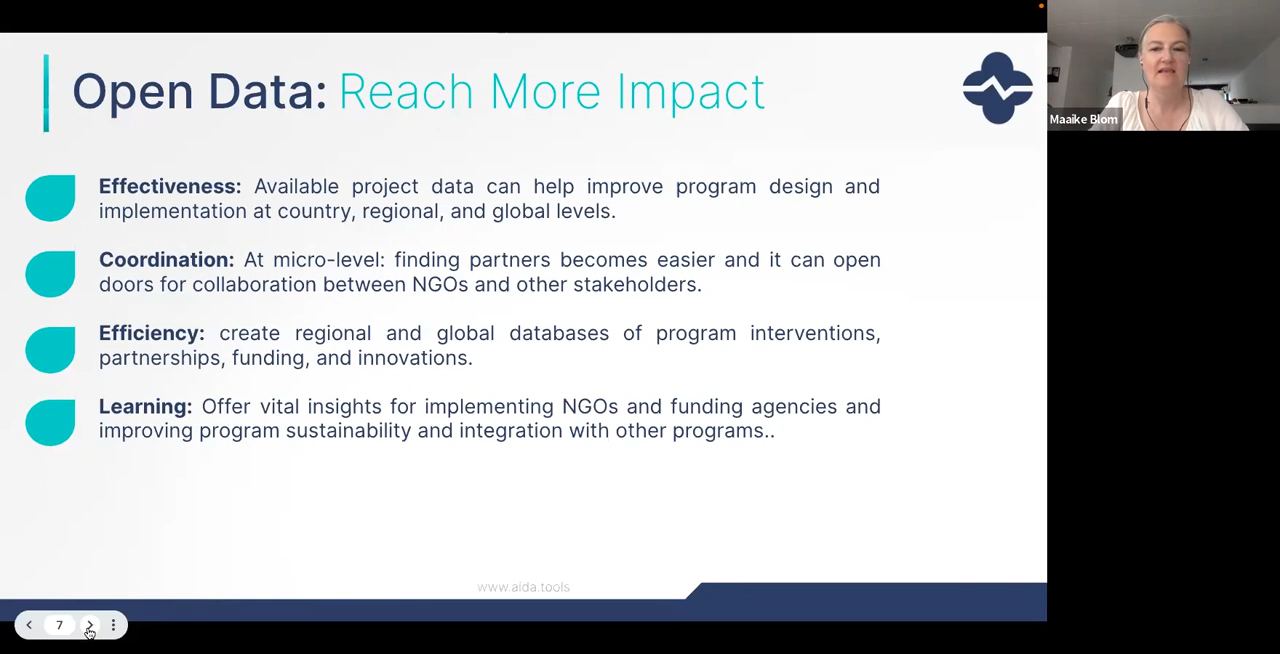 Open Data: Reach More Impact
Maaike Blom
Effectiveness: Available project data can help improve program design and
implementation at country, regional, and global levels.
Coordination: At micro-level: finding partners becomes easier and it can open
doors for collaboration between NGOs and other stakeholders.
Efficiency: create regional and global databases of program interventions,
partnerships, funding, and innovations.
Learning: Offer vital insights for implementing NGOs and funding agencies and
improving program sustainability and integration with other programs..
www.aida.tools
7